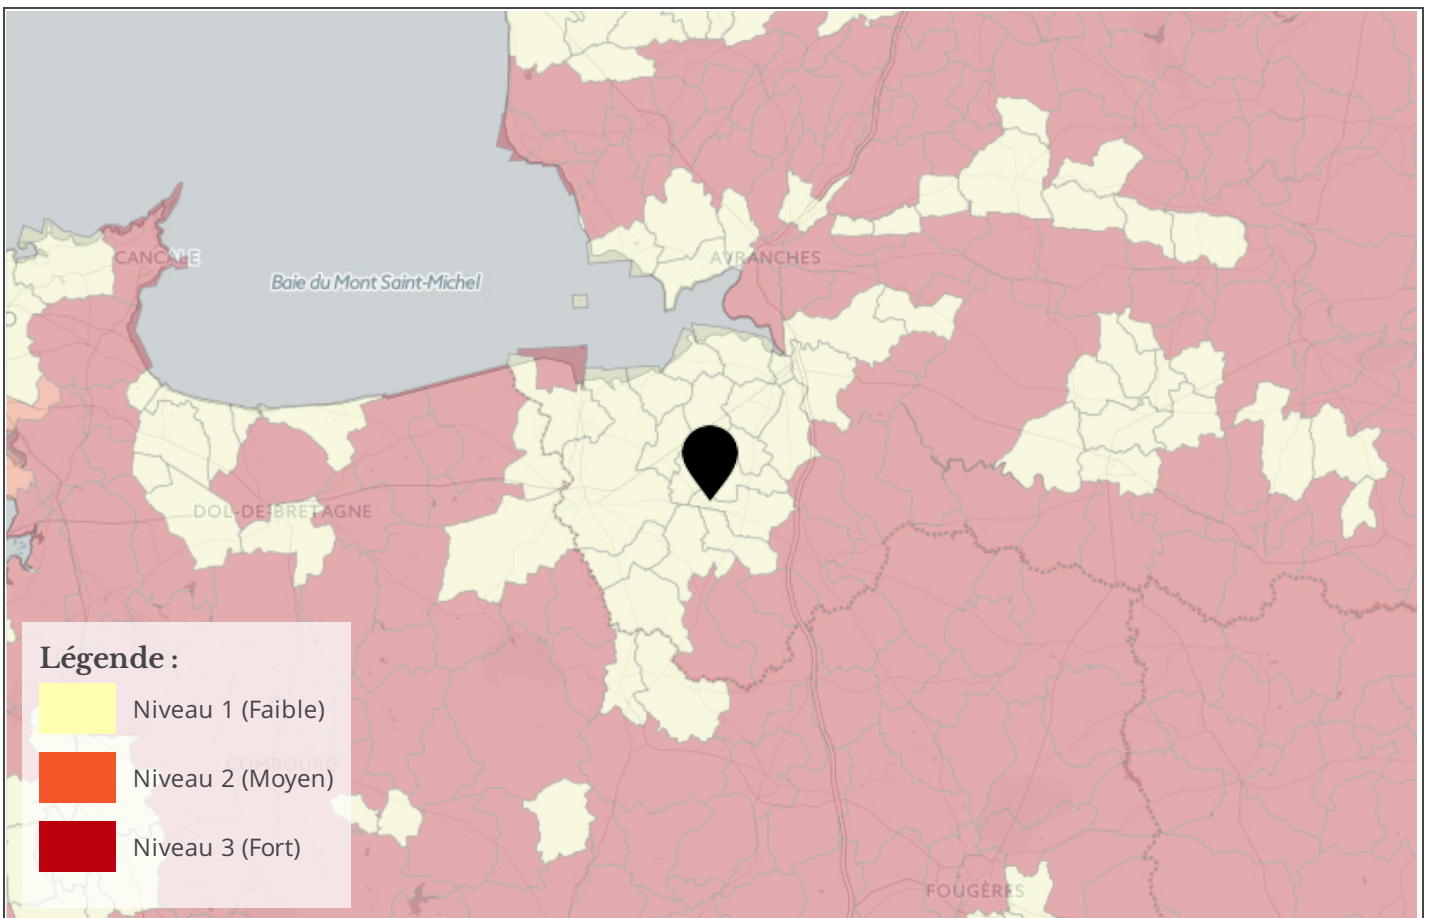 CANCALE
AVRANCHES
Baie du Mont Saint-Michel
DOL-DE-BRETAGNE
Légende :
Niveau 1 (Faible)
COMBOURG
Niveau 2 (Moyen)
Niveau 3 (Fort)
FOUGÈRES